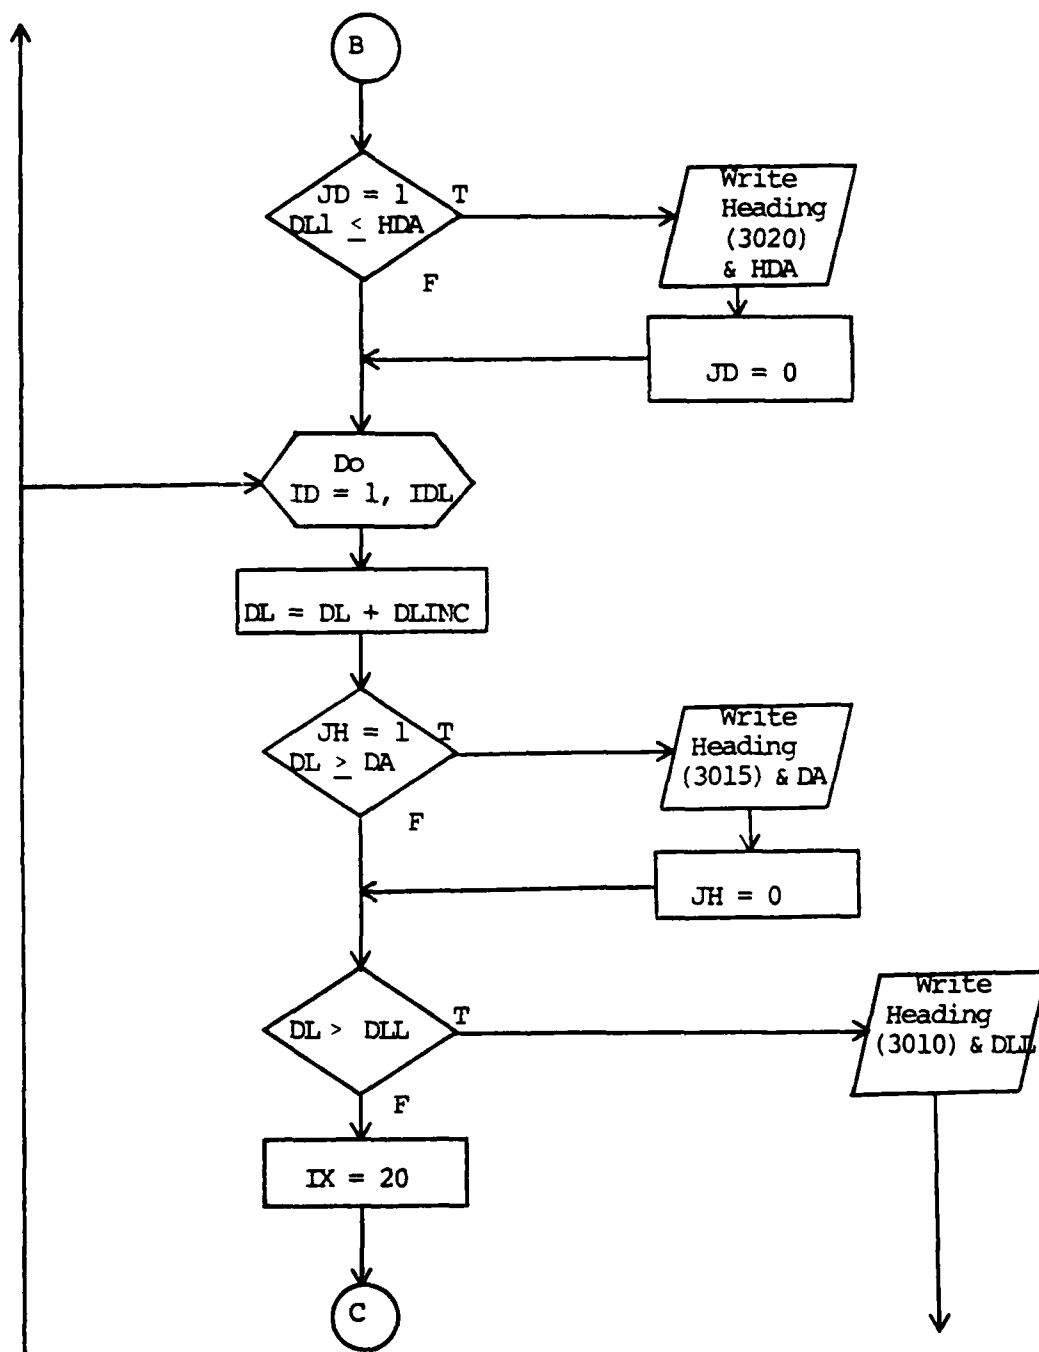 B
JD = 1
DL1 ≤ HDA
T
F
Write
Heading
(3020)
& HDA
JD = 0
Do
ID = 1, IDL
DL = DL + DLINC
JH = 1
DL ≥ DA
T
F
Write
Heading
(3015) & DA
JH = 0
DL > DLL
T
F
Write
Heading
(3010) & DLL
IX = 20
C